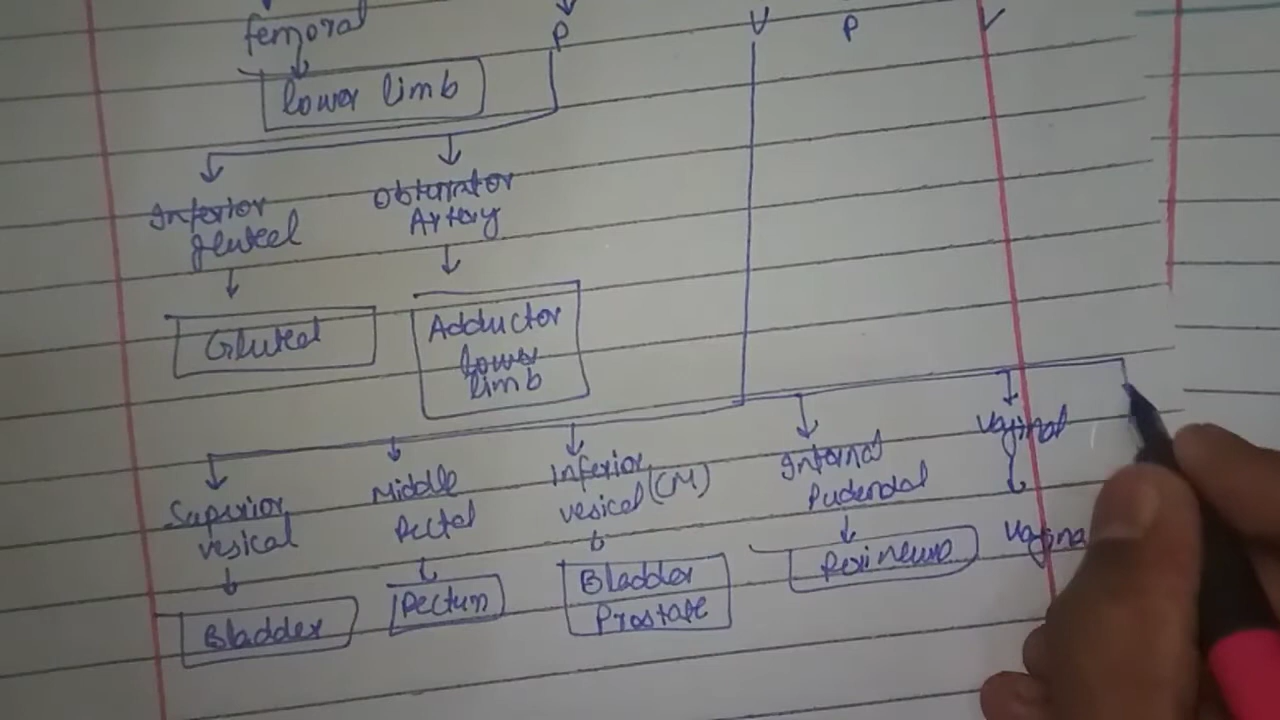 femoral
P
V
P
V
lower limb
Inferior
gluteal
Obturator
Artery
Gluteal
Adductor
lower
limb
Superior
vesical
Middle
Rectal
Inferior
vesical (M)
Internal
Pudendal
vaginal
Bladder
Rectum
Bladder
Prostate
Perineum
vagina